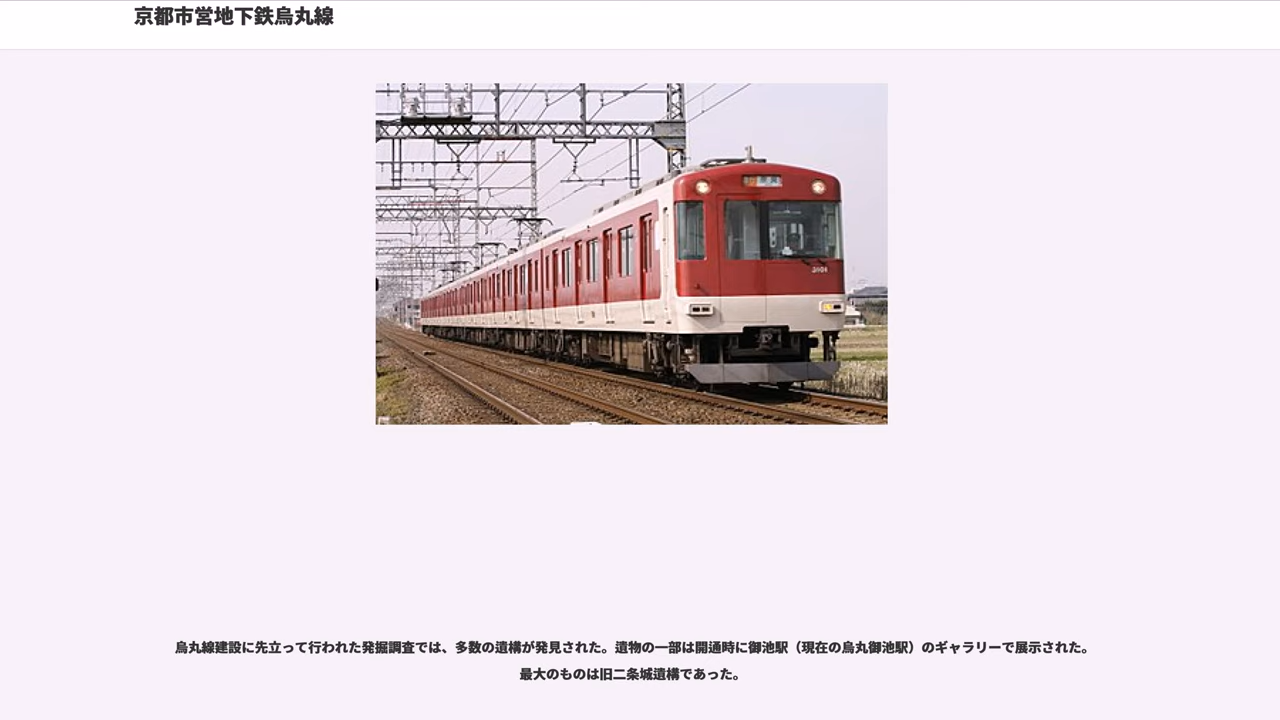 京都市営地下鉄烏丸線
烏丸線建設に先立って行われた発掘調査では、多数の遺構が発見された。遺物の一部は開通時に御池駅（現在の烏丸御池駅）のギャラリーで展示された。
最大のものは旧二条城遺構であった。